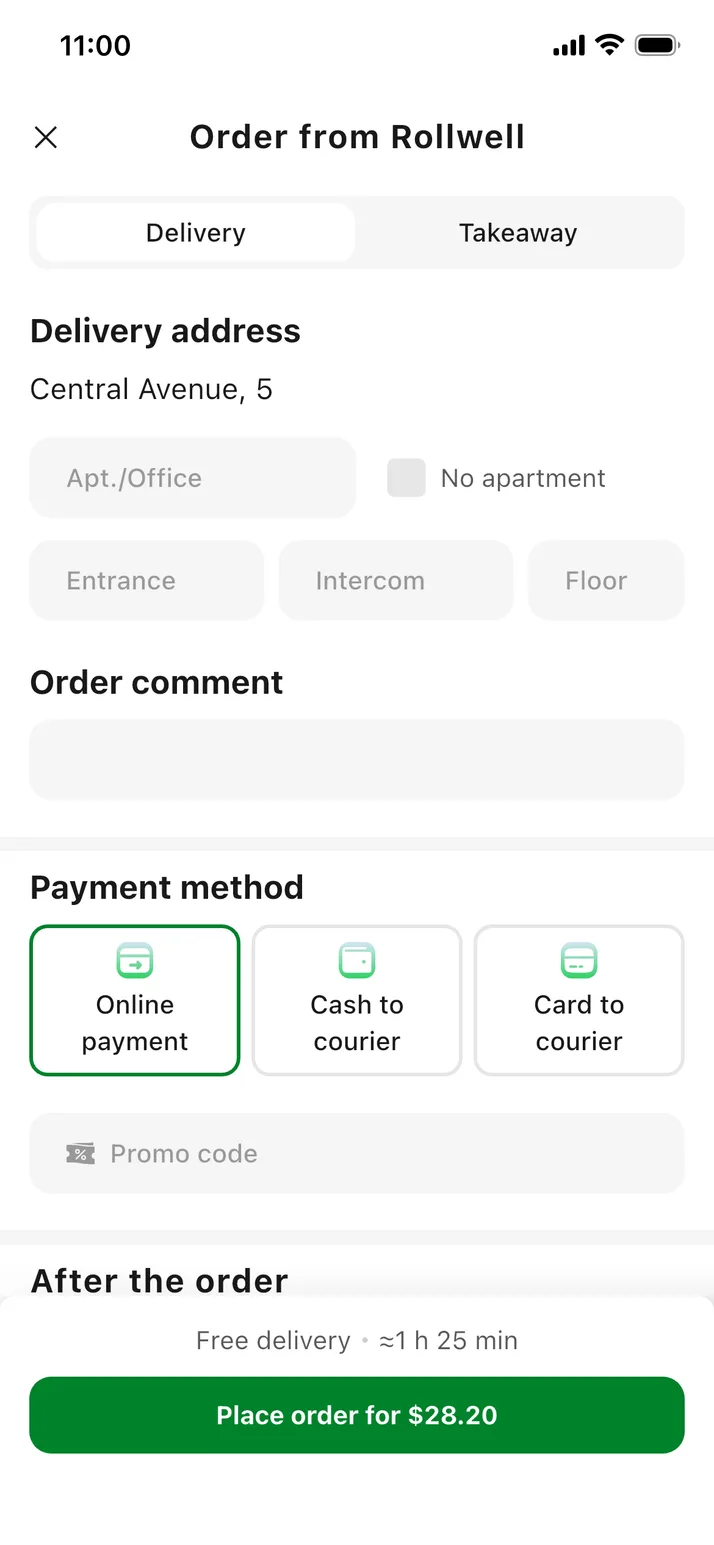 11:00
Order from Rollwell
Delivery
Takeaway
Delivery address
Central Avenue, 5
Apt./Office
No apartment
Entrance
Intercom
Floor
Order comment
Payment method
Online
payment
Cash to
courier
Card to
courier
% Promo code
After the order
Free delivery • ≈1 h 25 min
Place order for $28.20